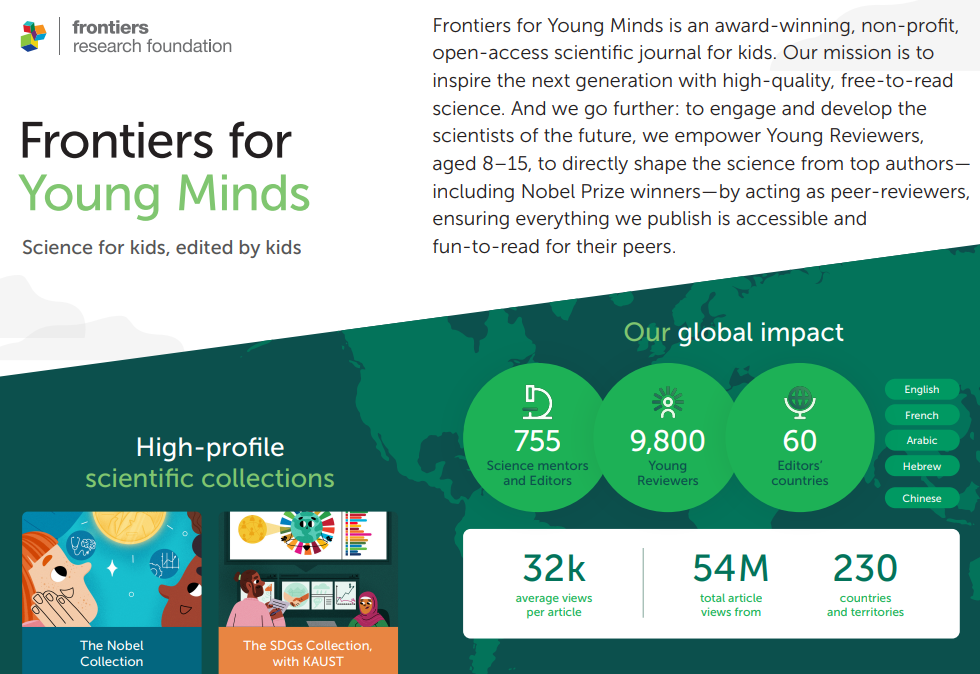 frontiers
research foundation
Frontiers for
Young Minds
Science for kids, edited by kids
Frontiers for Young Minds is an award-winning, non-profit,
open-access scientific journal for kids. Our mission is to
inspire the next generation with high-quality, free-to-read
science. And we go further: to engage and develop the
scientists of the future, we empower Young Reviewers,
aged 8–15, to directly shape the science from top authors—
including Nobel Prize winners—by acting as peer-reviewers,
ensuring everything we publish is accessible and
fun-to-read for their peers.
High-profile
scientific collections
The Nobel
Collection
The SDGs Collection,
with KAUST
Our global impact
755
Science mentors
and Editors
9,800
Young
Reviewers
60
Editors’
countries
English
French
Arabic
Hebrew
Chinese
32k
average views
per article
54M
total article
views from
230
countries
and territories